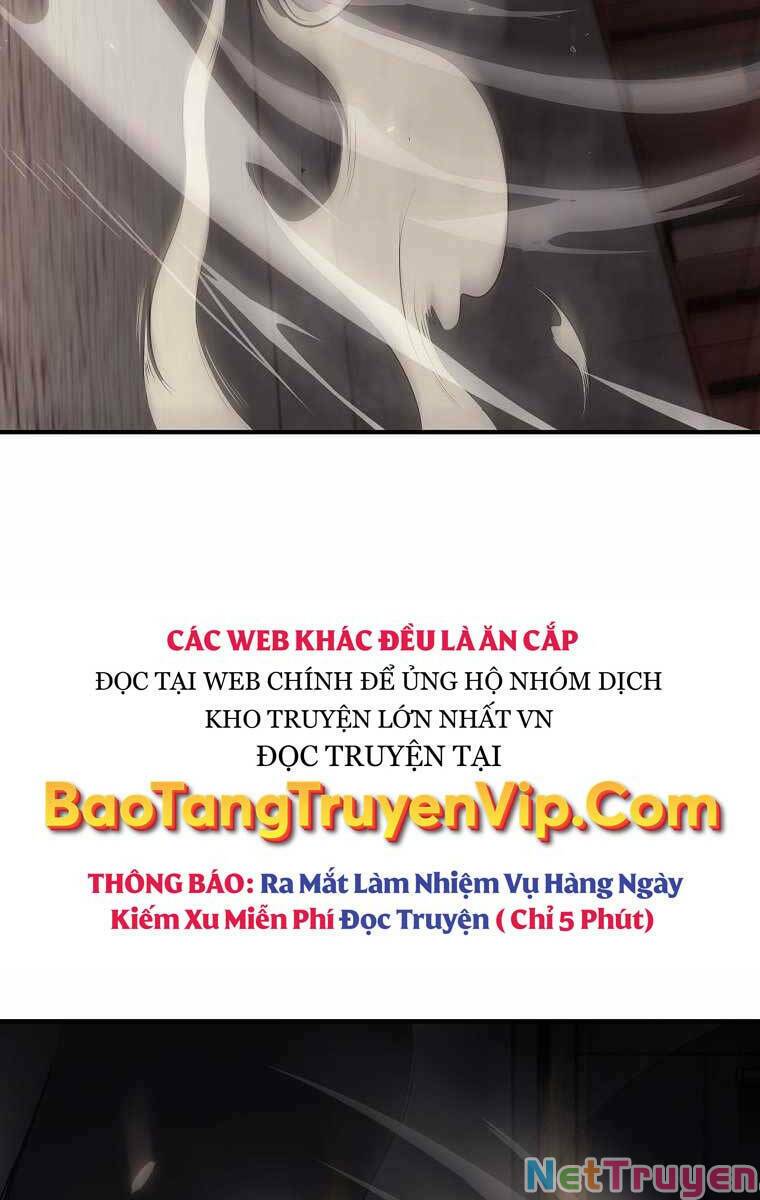 CÁC WEB KHÁC ĐỀU LÀ ĂN CẮP
ĐỌC TẠI WEB CHÍNH ĐỂ ỦNG HỘ NHÓM DỊCH
KHO TRUYỆN LỚN NHẤT VN
ĐỌC TRUYỆN TẠI
BaoTangTruyenVip.Com
THÔNG BÁO: Ra Mắt Làm Nhiệm Vụ Hàng Ngày
Kiếm Xu Miễn Phí Đọc Truyện ( Chỉ 5 Phút)
NetTruyen